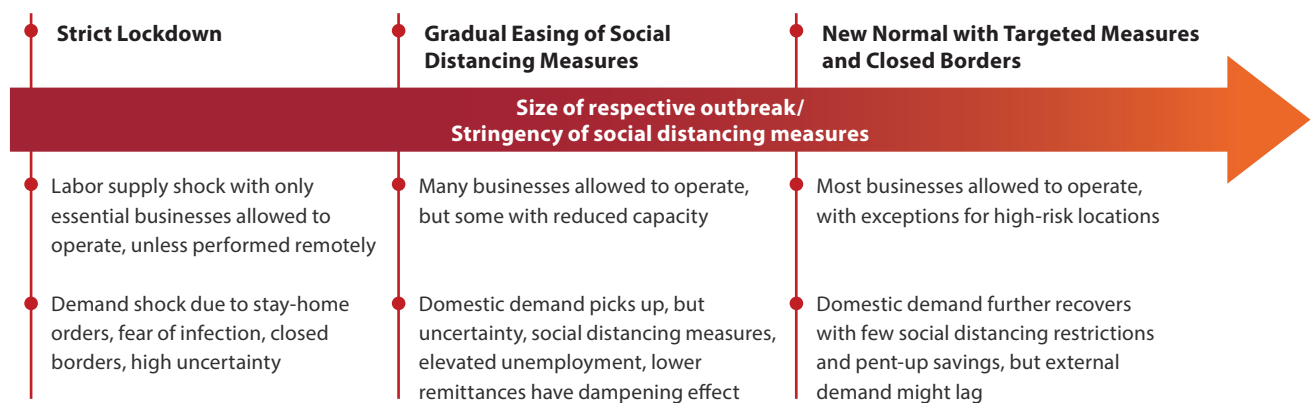 Strict Lockdown
Gradual Easing of Social
Distancing Measures
New Normal with Targeted Measures
and Closed Borders
Size of respective outbreak/
Stringency of social distancing measures
Labor supply shock with only
essential businesses allowed to
operate, unless performed remotely
Many businesses allowed to operate,
but some with reduced capacity
Most businesses allowed to operate,
with exceptions for high-risk locations
Demand shock due to stay-home
orders, fear of infection, closed
borders, high uncertainty
Domestic demand picks up, but
uncertainty, social distancing measures,
elevated unemployment, lower
remittances have dampening effect
Domestic demand further recovers
with few social distancing restrictions
and pent-up savings, but external
demand might lag